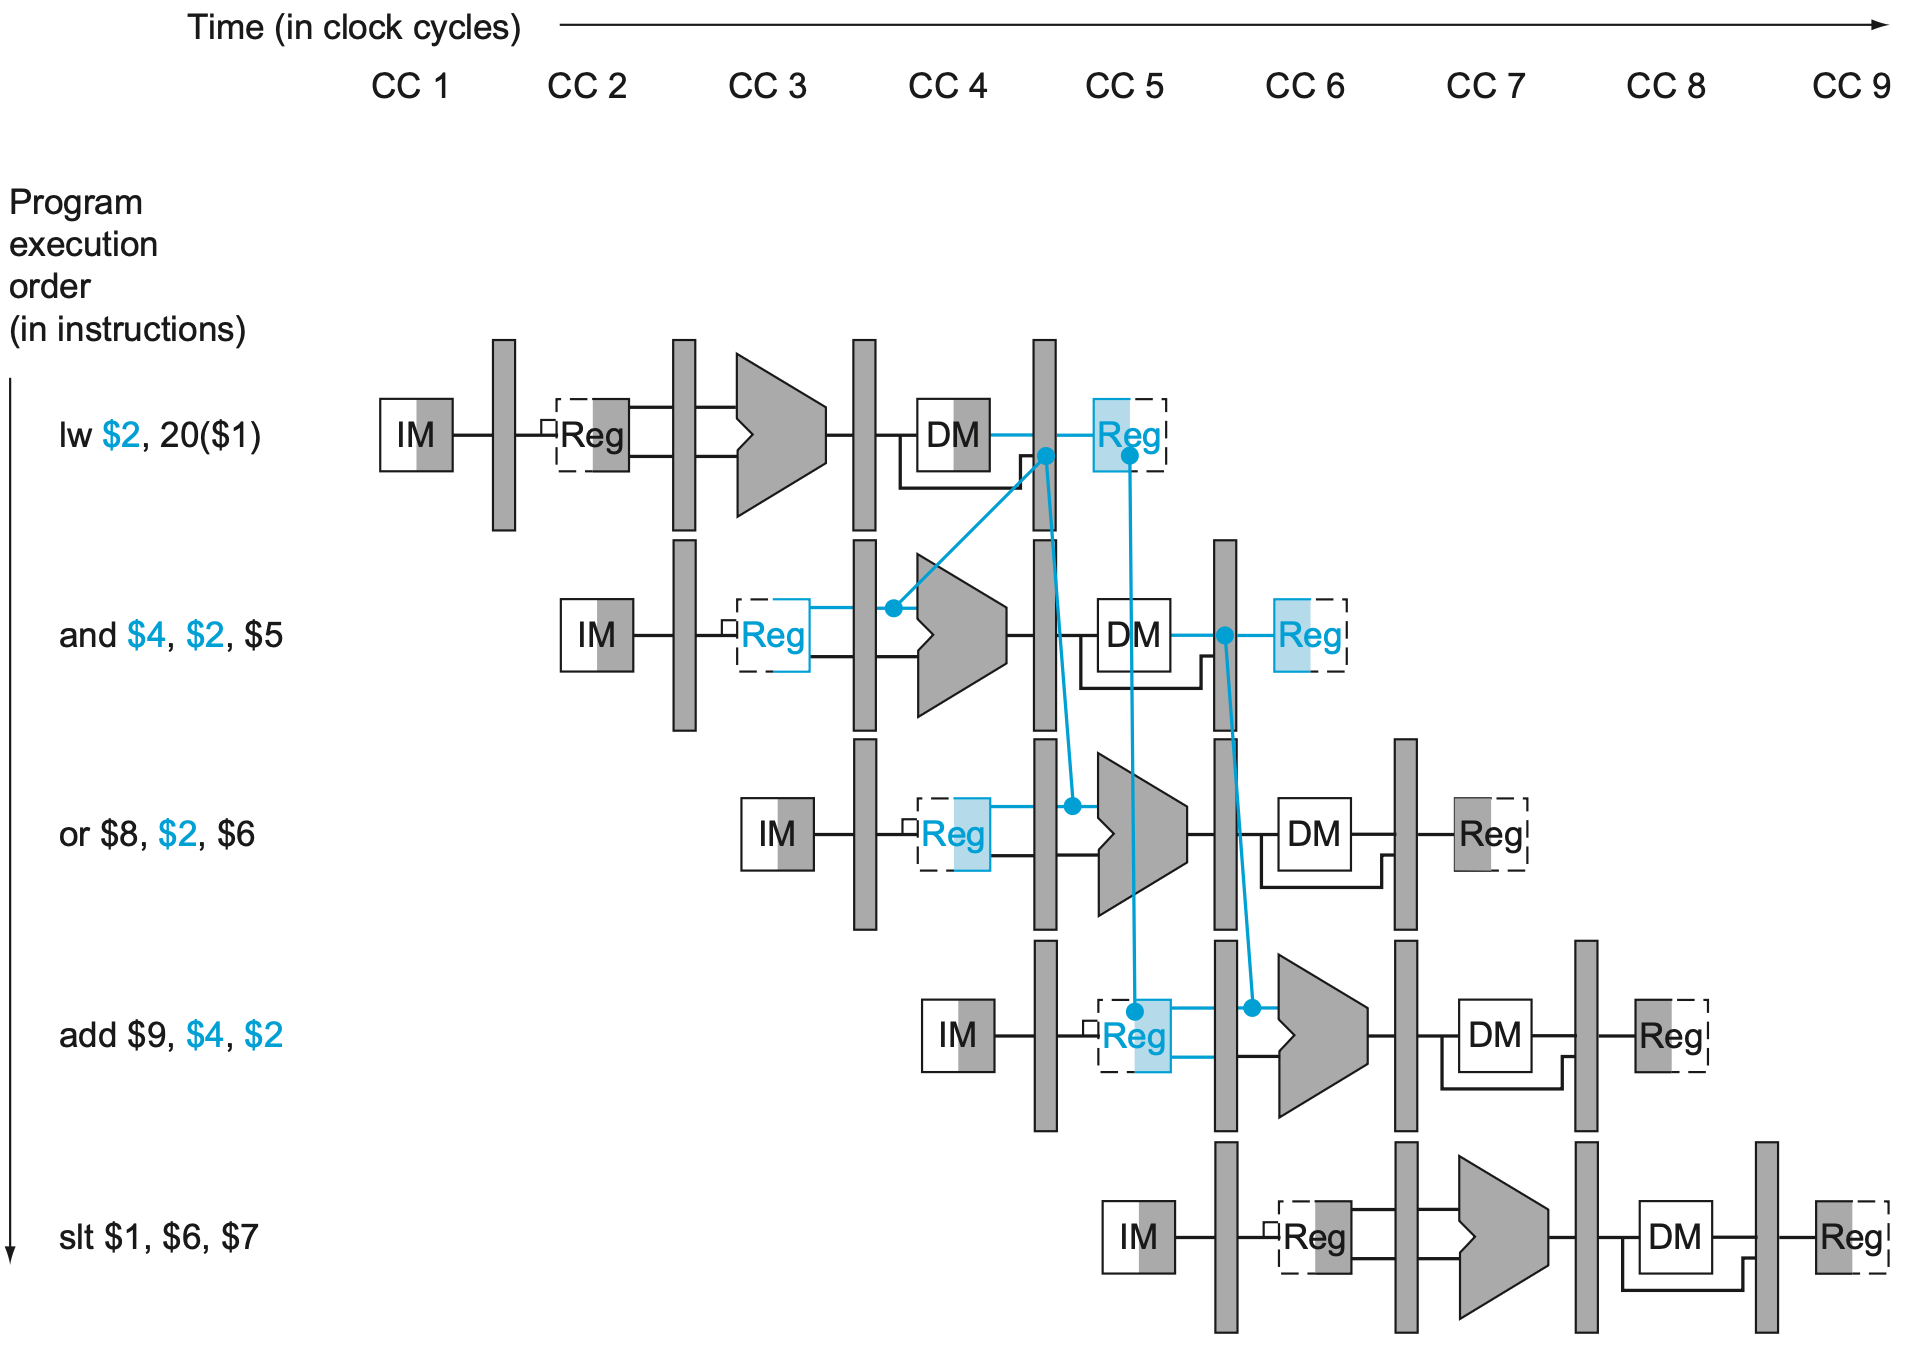 Time (in clock cycles)
CC 1 CC 2 CC 3 CC 4 CC 5 CC 6 CC 7 CC 8 CC 9
Program
execution
order
(in instructions)
lw $2, 20($1) IM Reg DM Reg
and $4, $2, $5 IM Reg DM Reg
or $8, $2, $6 IM Reg DM Reg
add $9, $4, $2 IM Reg DM Reg
slt $1, $6, $7 IM Reg DM Reg